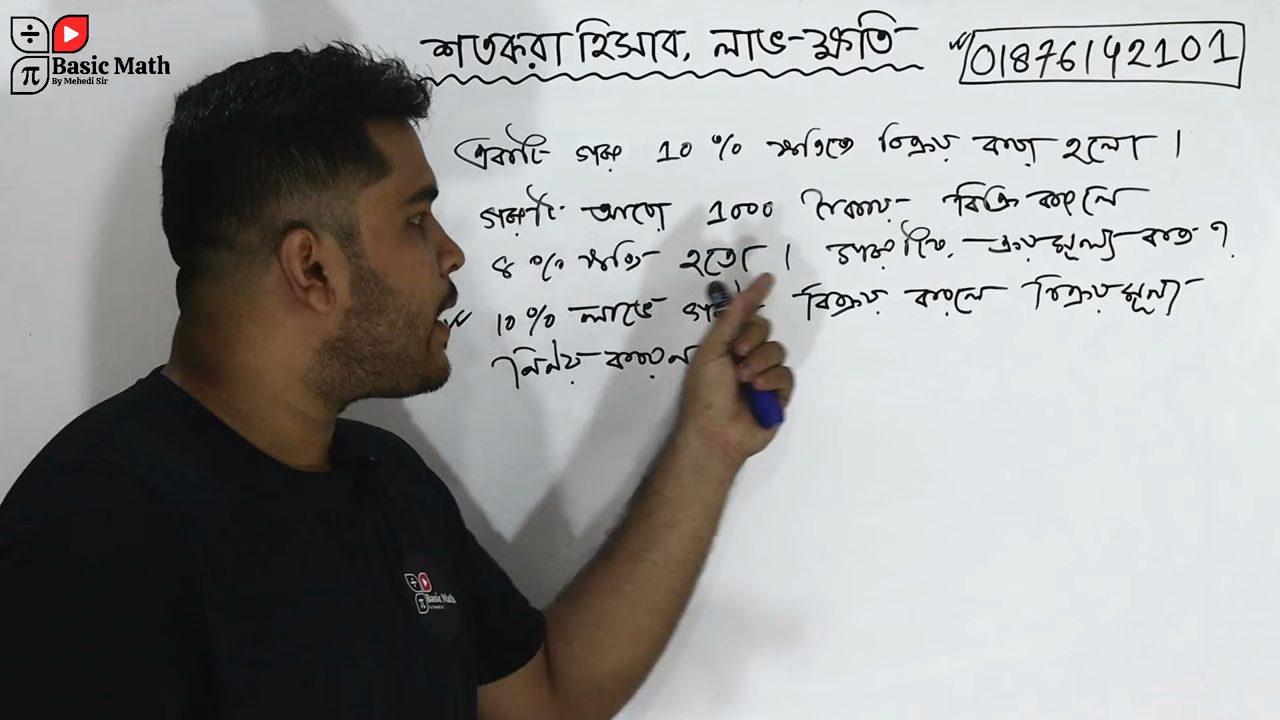 Basic Math
By Mehedi Sir
শতকরা হিসাব, লাভ-ক্ষতি
01876142101
একটি গরু 10 % ক্ষতিতে বিক্রয় করা হলো ।
গরুটি আরো 1000 টাকায় বিক্রি করলে
৪ % ক্ষতি হতো । গরুটির ক্রয়মূল্য কত ?
10 % লাভে বিক্রয় করলে বিক্রয়মূল্য
নির্ণয় করুন
Basic Math